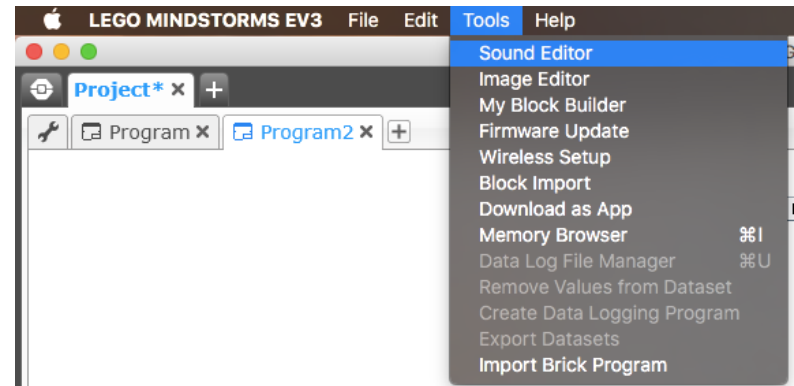 LEGO MINDSTORMS EV3 File Edit Tools Help
Project* × +
Program × Program2 × +
Sound Editor
Image Editor
My Block Builder
Firmware Update
Wireless Setup
Block Import
Download as App
Memory Browser ⌘I
Data Log File Manager ⌘U
Remove Values from Dataset
Create Data Logging Program
Export Datasets
Import Brick Program